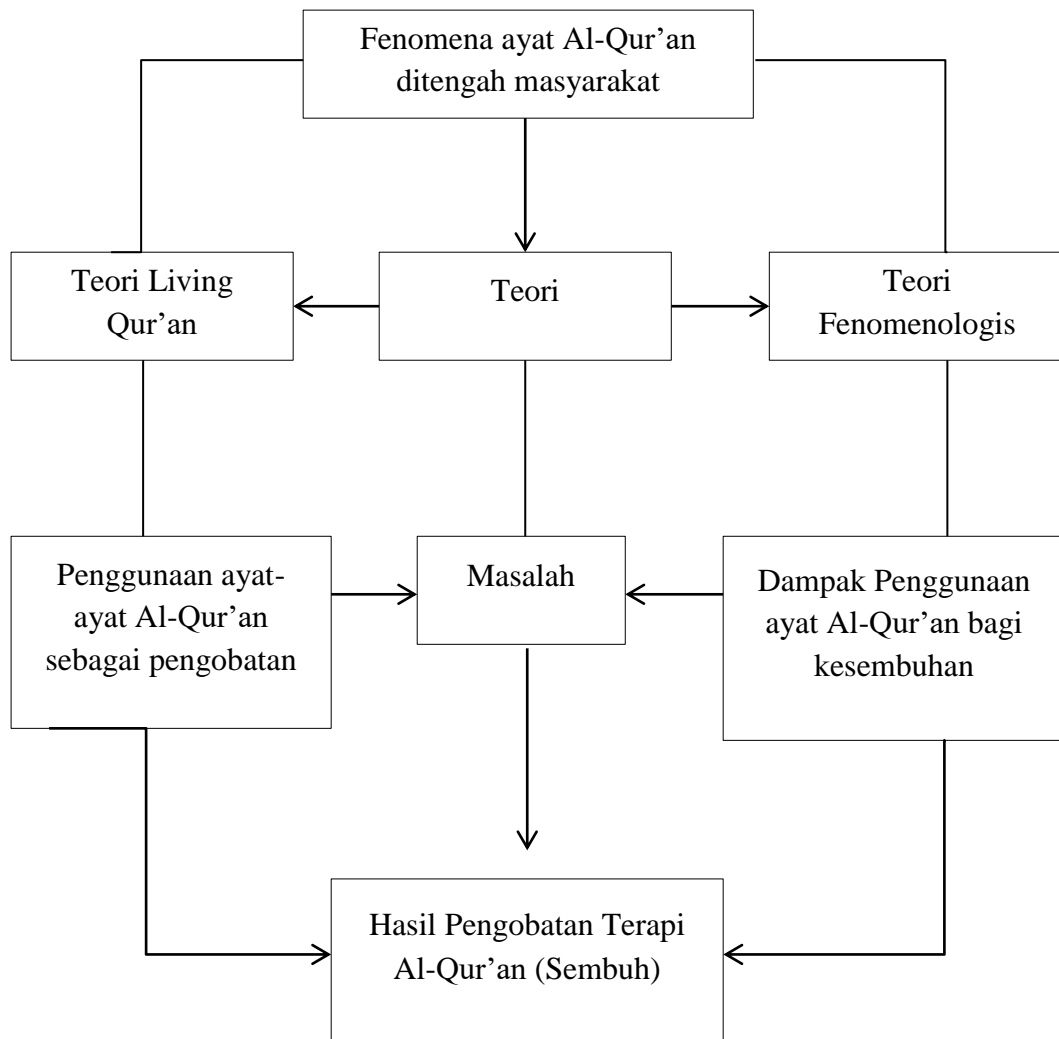 Fenomena ayat Al-Qur’an
ditengah masyarakat
Teori Living
Qur’an
Teori
Teori
Fenomenologis
Penggunaan ayat-
ayat Al-Qur’an
sebagai pengobatan
Masalah
Dampak Penggunaan
ayat Al-Qur’an bagi
kesembuhan
Hasil Pengobatan Terapi
Al-Qur’an (Sembuh)